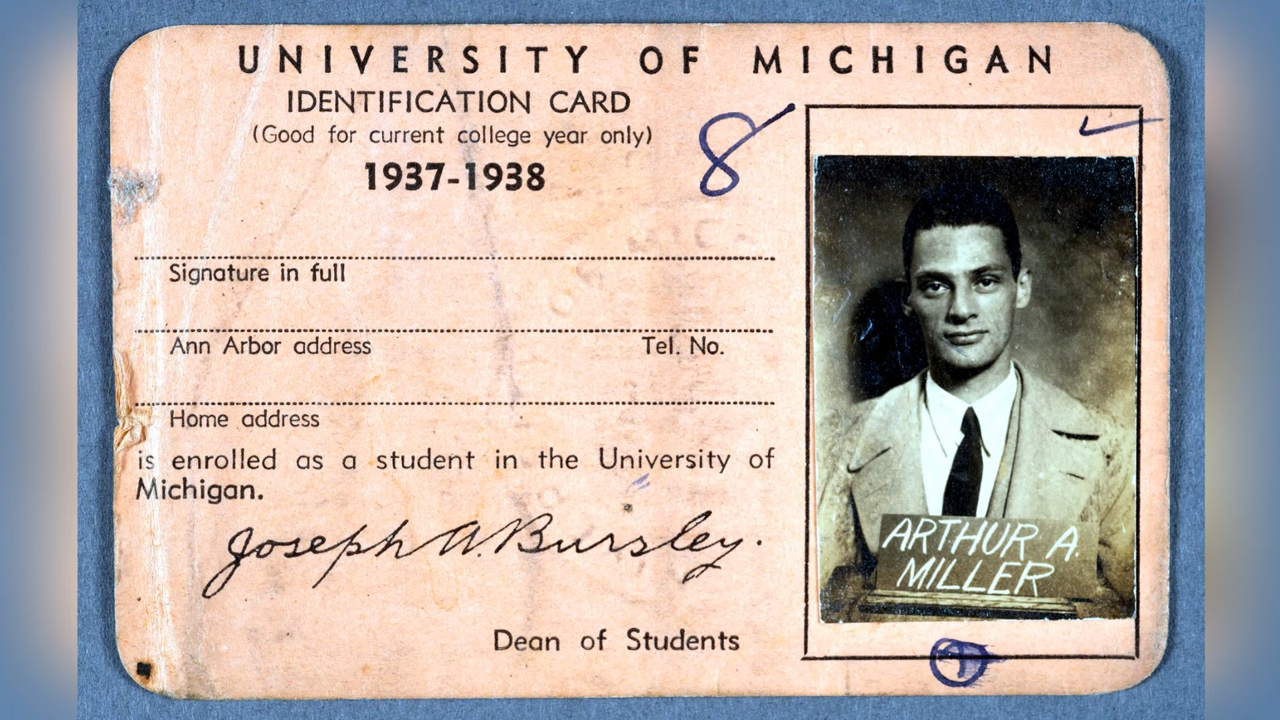 UNIVERSITY OF MICHIGAN
IDENTIFICATION CARD
(Good for current college year only)
1937-1938
8
Signature in full
Ann Arbor address Tel. No.
Home address
is enrolled as a student in the University of
Michigan.
Joseph A. Bursley.
Dean of Students
ARTHUR A.
MILLER